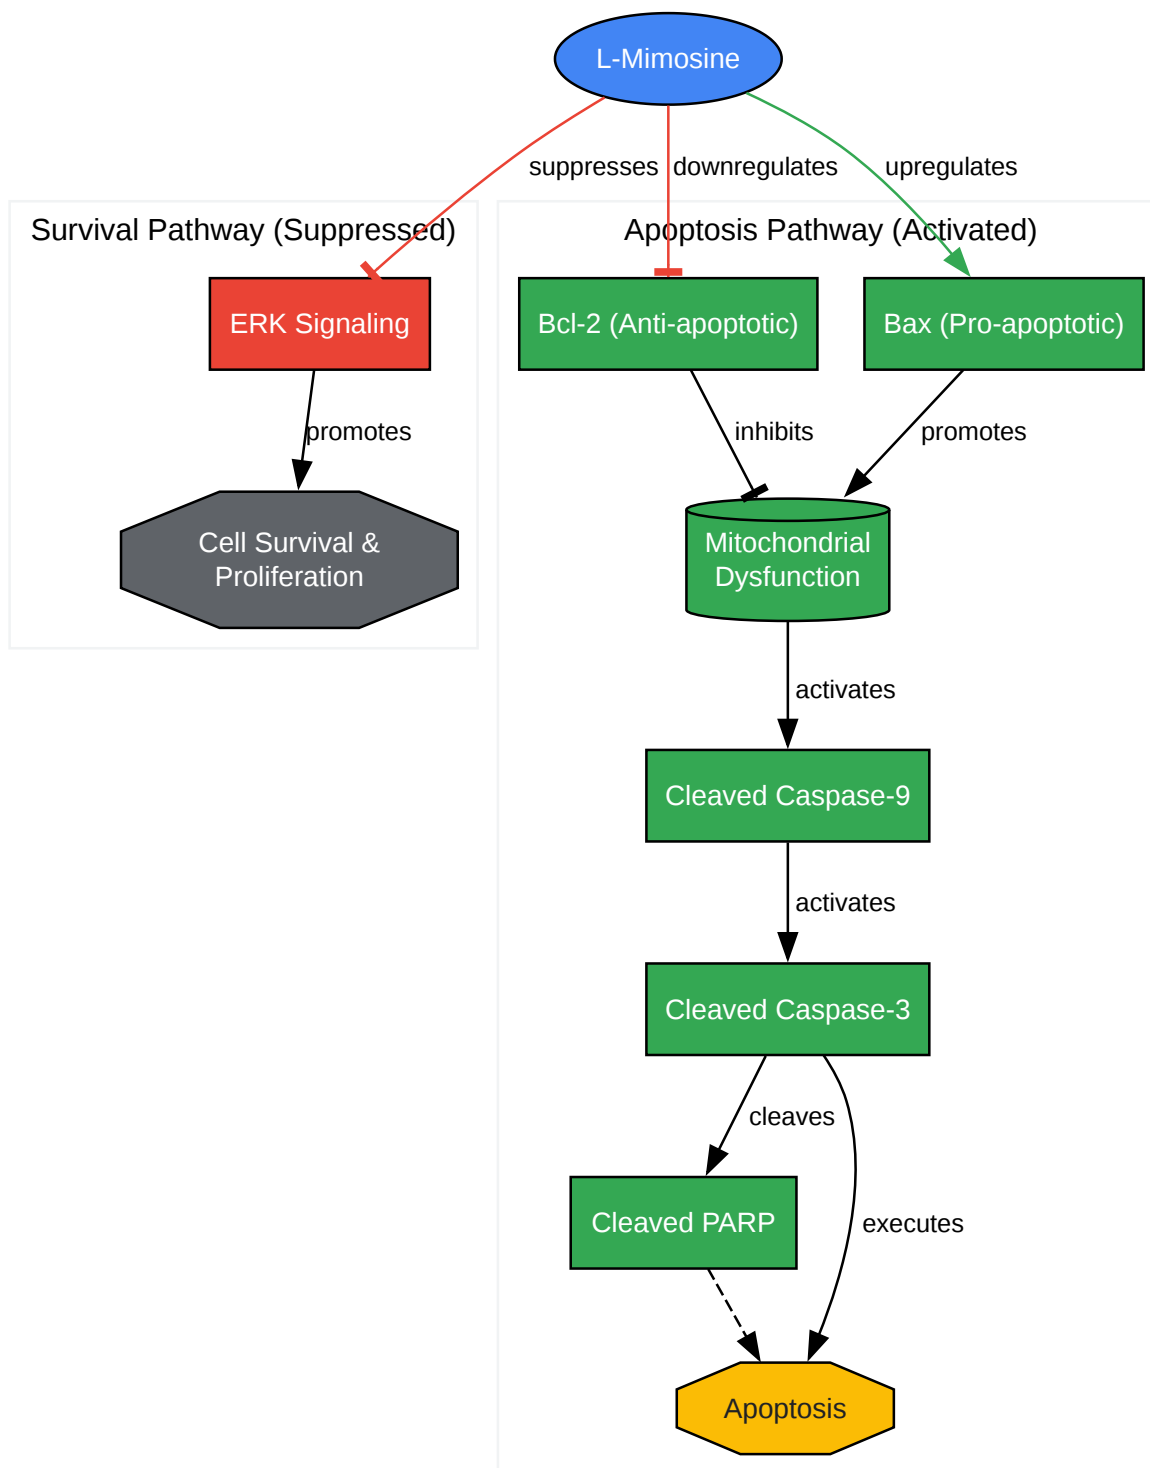 L-Mimosine
suppresses
downregulates
upregulates
Survival Pathway (Suppressed)
Apoptosis Pathway (Activated)
ERK Signaling
Bcl-2 (Anti-apoptotic)
Bax (Pro-apoptotic)
promotes
inhibits
promotes
Cell Survival &
Proliferation
Mitochondrial
Dysfunction
activates
Cleaved Caspase-9
activates
Cleaved Caspase-3
cleaves
Cleaved PARP
executes
Apoptosis